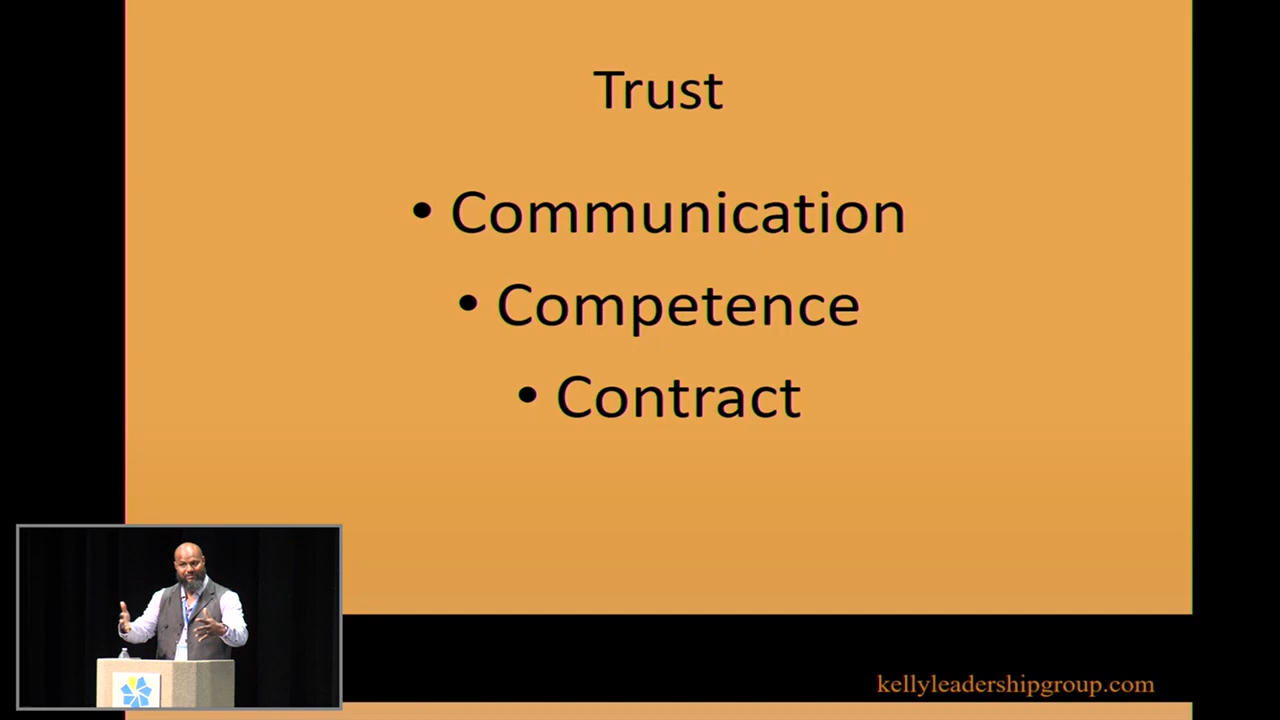 Trust
• Communication
• Competence
• Contract
kellyleadershipgroup.com